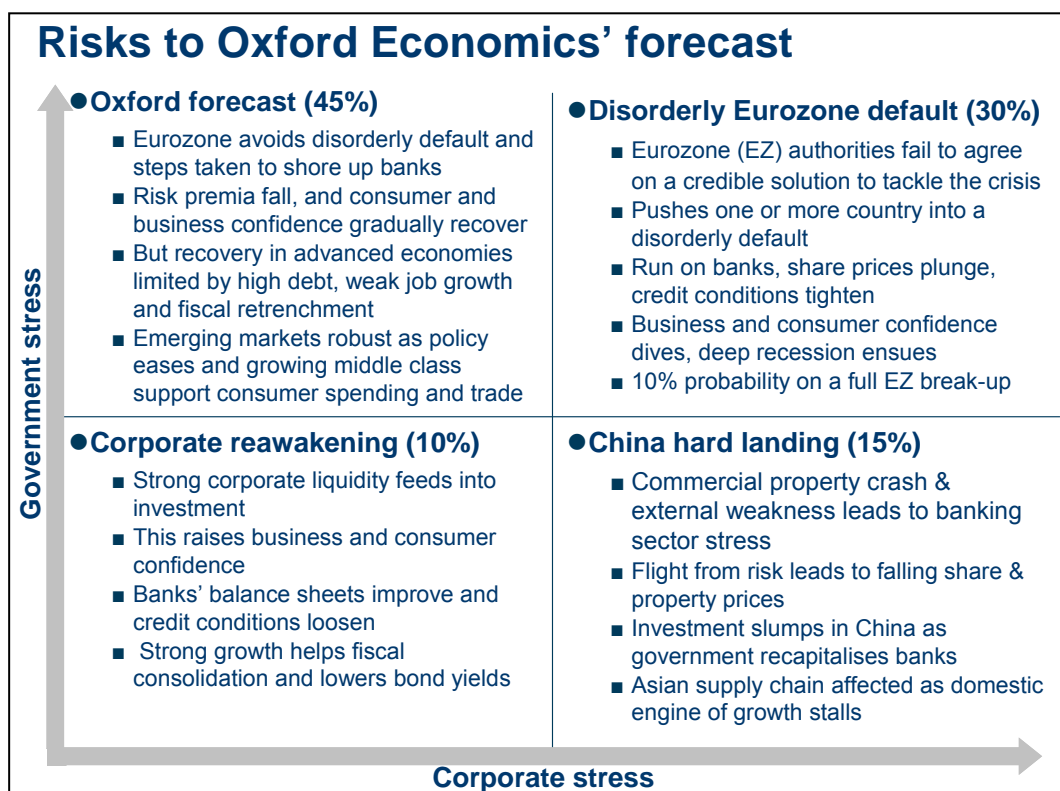 Risks to Oxford Economics’ forecast
●Oxford forecast (45%)
■ Eurozone avoids disorderly default and
steps taken to shore up banks
■ Risk premia fall, and consumer and
business confidence gradually recover
■ But recovery in advanced economies
limited by high debt, weak job growth
and fiscal retrenchment
■ Emerging markets robust as policy
eases and growing middle class
support consumer spending and trade
●Disorderly Eurozone default (30%)
■ Eurozone (EZ) authorities fail to agree
on a credible solution to tackle the crisis
■ Pushes one or more country into a
disorderly default
■ Run on banks, share prices plunge,
credit conditions tighten
■ Business and consumer confidence
dives, deep recession ensues
■ 10% probability on a full EZ break-up
●Corporate reawakening (10%)
■ Strong corporate liquidity feeds into
investment
■ This raises business and consumer
confidence
■ Banks’ balance sheets improve and
credit conditions loosen
■ Strong growth helps fiscal
consolidation and lowers bond yields
●China hard landing (15%)
■ Commercial property crash &
external weakness leads to banking
sector stress
■ Flight from risk leads to falling share &
property prices
■ Investment slumps in China as
government recapitalises banks
■ Asian supply chain affected as domestic
engine of growth stalls
Government stress
Corporate stress